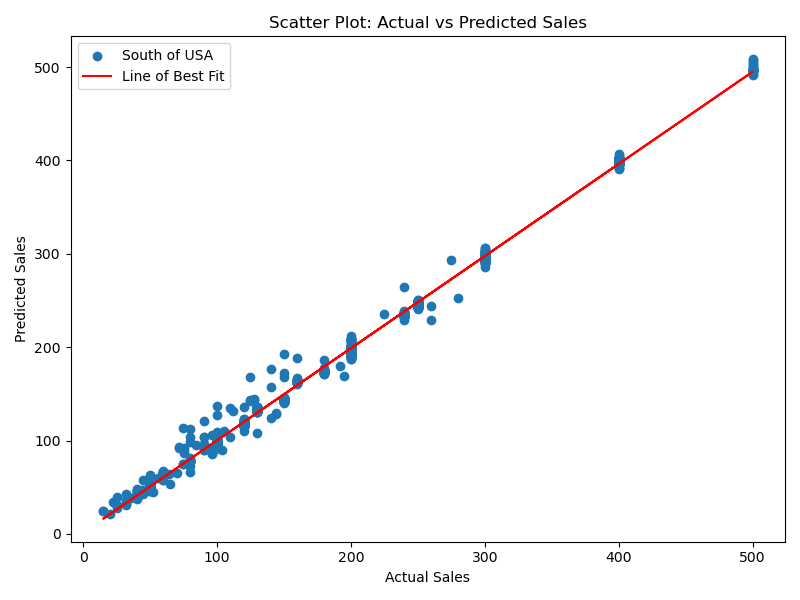 Scatter Plot: Actual vs Predicted Sales
South of USA
Line of Best Fit
Predicted Sales
500
400
300
200
100
0
0 100 200 300 400 500
Actual Sales